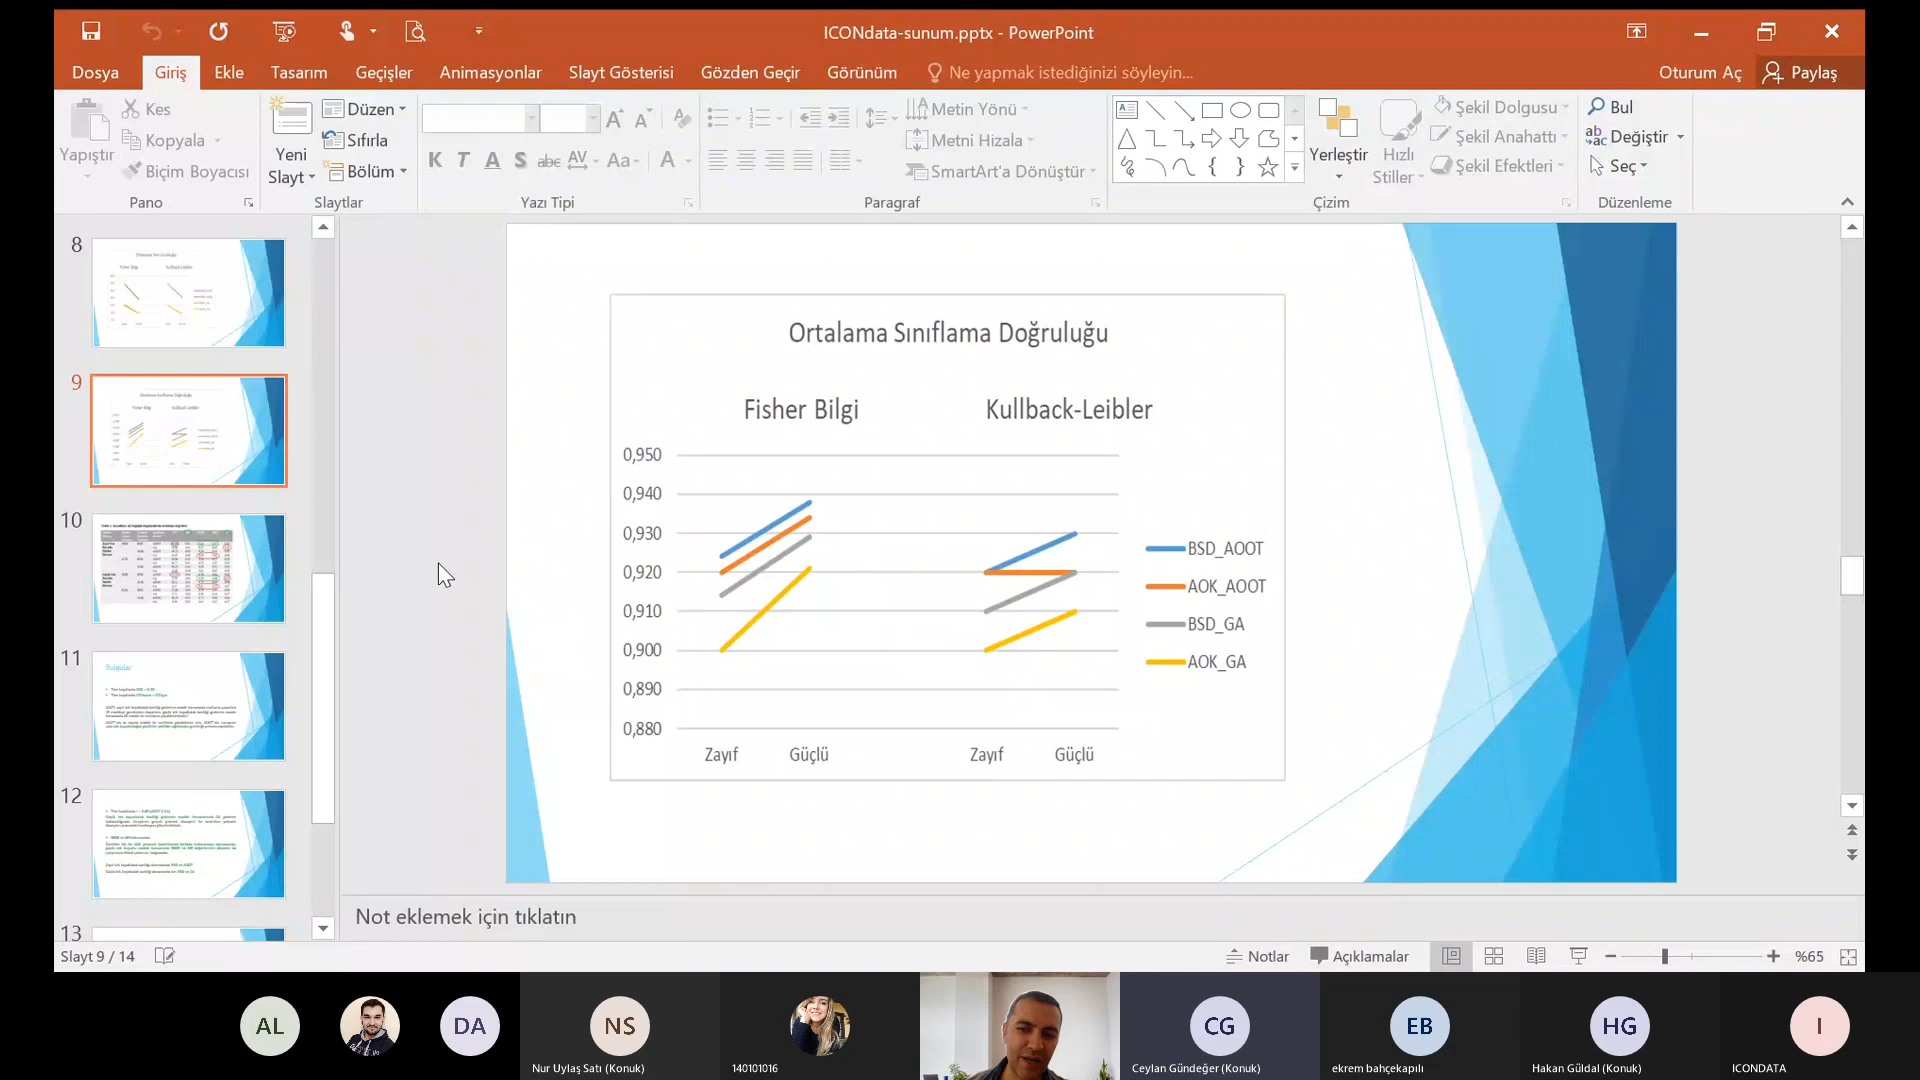 ICONdata-sunum.pptx - PowerPoint
Dosya Giriş Ekle Tasarım Geçişler Animasyonlar Slayt Gösterisi Gözden Geçir Görünüm Ne yapmak istediğinizi söyleyin... Oturum Aç Paylaş
Yapıştır
Kes
Kopyala
Biçim Boyacısı
Pano
Yeni
Slayt
Düzen
Sıfırla
Bölüm
Slaytlar
K T A S abc AV Aa A
Yazı Tipi
Metin Yönü
Metni Hizala
SmartArt'a Dönüştür
Paragraf
Yerleştir
Hızlı
Stiller
Şekil Dolgusu
Şekil Anahattı
Şekil Efektleri
Çizim
Bul
Değiştir
Seç
Düzenleme
8
9
10
11
Bulgular
12
13
Ortalama Sınıflama Doğruluğu
Fisher Bilgi Kullback-Leibler
0,950
0,940
0,930
0,920
0,910
0,900
0,890
0,880
Zayıf Güçlü Zayıf Güçlü
BSD_AOOT
AOK_AOOT
BSD_GA
AOK_GA
Not eklemek için tıklatın
Slayt 9 / 14
Notlar Açıklamalar %65
AL DA NS CG EB HG I
Nur Uylaş Satı (Konuk) 140101016 Ceylan Gündeğer (Konuk) ekrem bahçekapılı Hakan Güldal (Konuk) ICONDATA